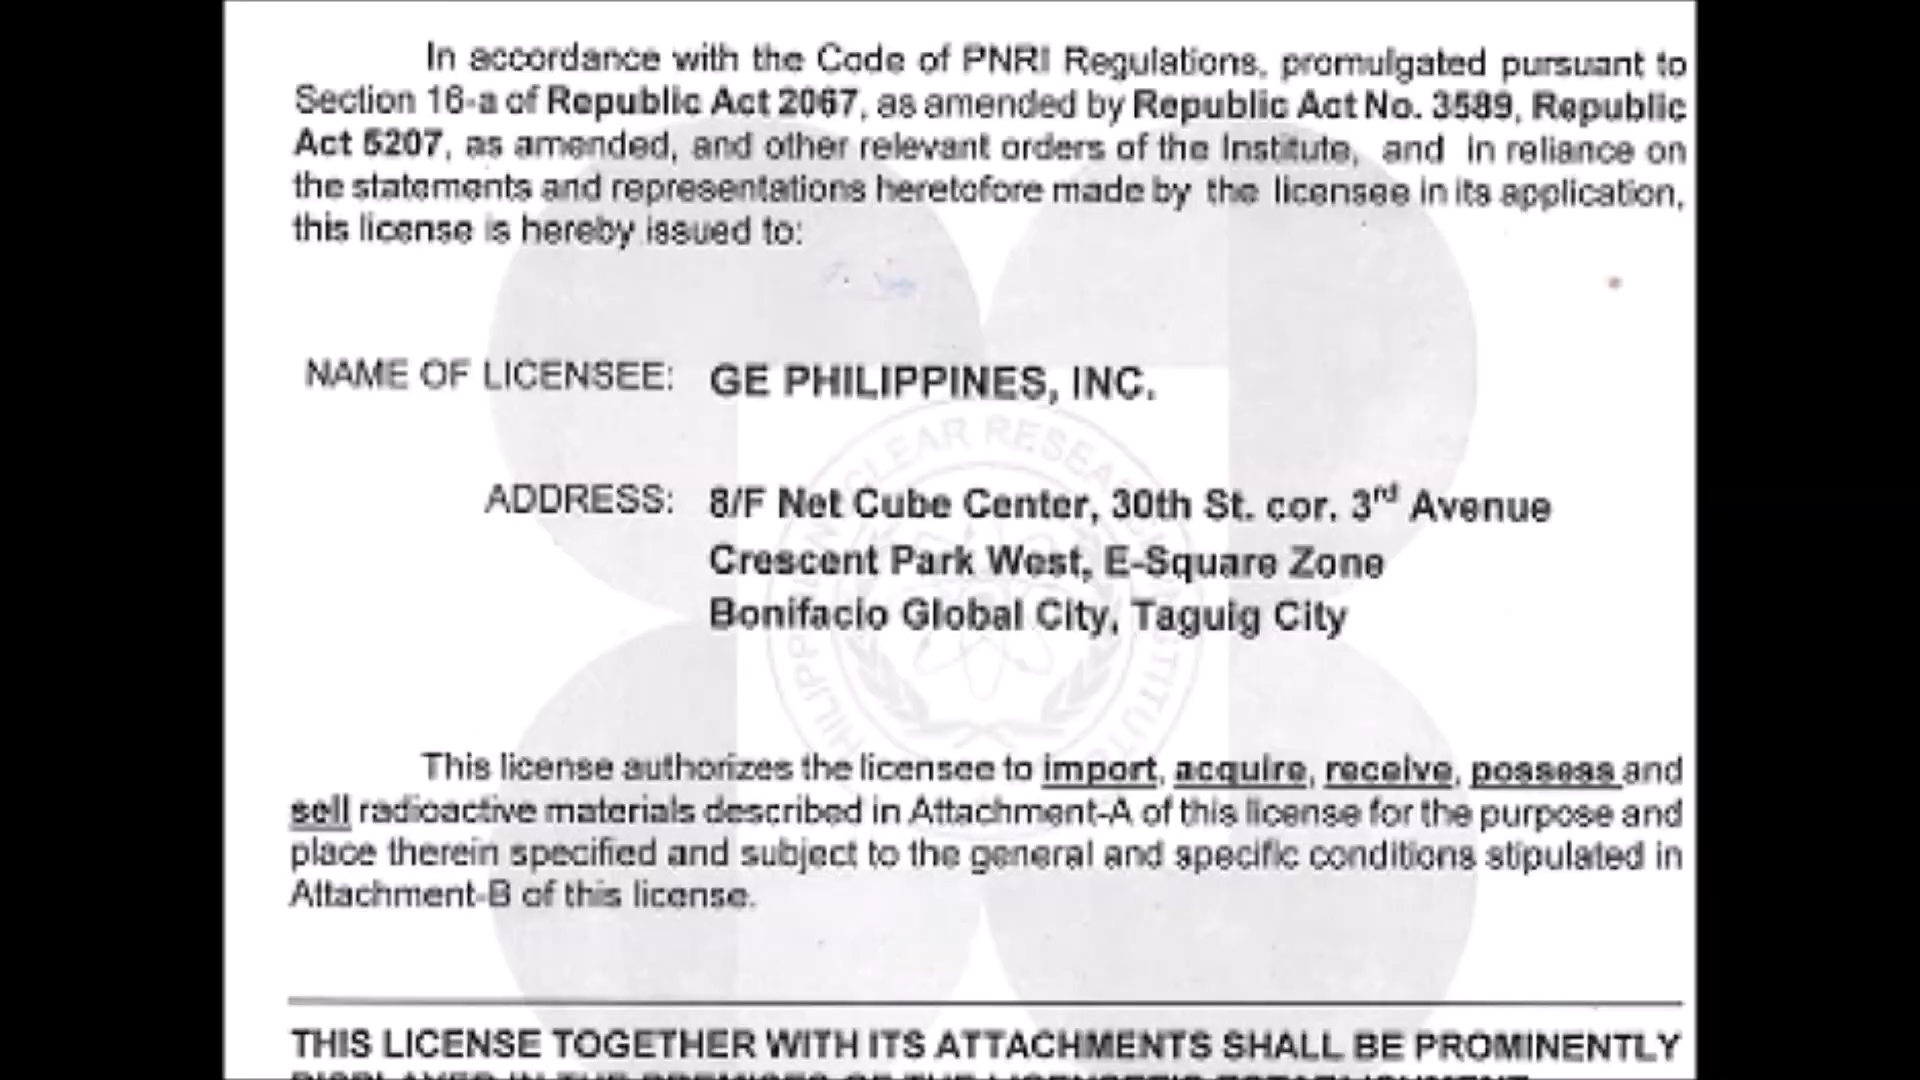 In accordance with the Code of PNRI Regulations, promulgated pursuant to
Section 16-a of Republic Act 2067, as amended by Republic Act No. 3589, Republic
Act 5207, as amended, and other relevant orders of the Institute, and in reliance on
the statements and representations heretofore made by the licensee in its application,
this license is hereby issued to:
NAME OF LICENSEE: GE PHILIPPINES, INC.
ADDRESS: 8/F Net Cube Center, 30th St. cor. 3rd Avenue
Crescent Park West, E-Square Zone
Bonifacio Global City, Taguig City
This license authorizes the licensee to import, acquire, receive, possess and
sell radioactive materials described in Attachment-A of this license for the purpose and
place therein specified and subject to the general and specific conditions stipulated in
Attachment-B of this license.
THIS LICENSE TOGETHER WITH ITS ATTACHMENTS SHALL BE PROMINENTLY